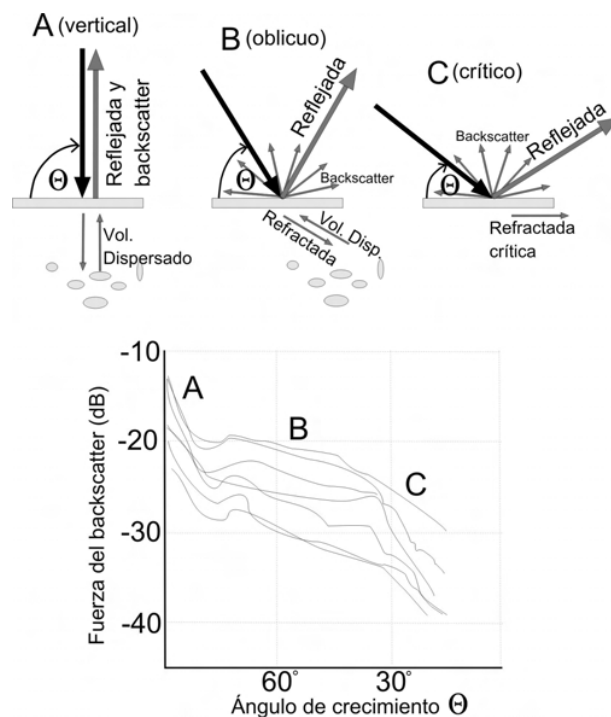 A (vertical)
Reflejada y
backscatter
Θ
Vol.
Dispersado
B (oblicuo)
Reflejada
Θ
Backscatter
Refractada
Vol. Disp.
C (crítico)
Backscatter
Reflejada
Θ
Refractada
crítica
Fuerza del backscatter (dB)
-10
-20
-30
-40
A
B
C
60°
30°
Ángulo de crecimiento Θ